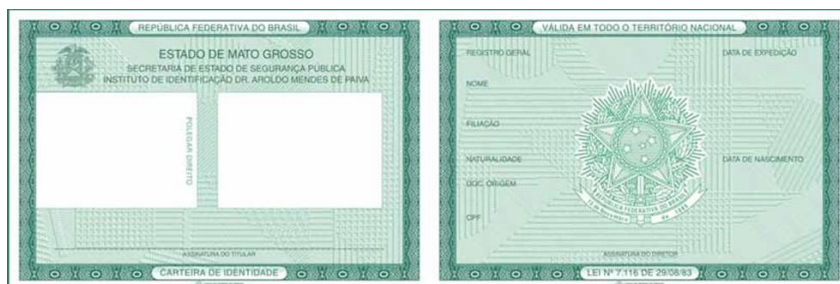 REPÚBLICA FEDERATIVA DO BRASIL
ESTADO DE MATO GROSSO
SECRETARIA DE ESTADO DE SEGURANÇA PÚBLICA
INSTITUTO DE IDENTIFICAÇÃO DR. AROLDO MENDES DE PAIVA
POLEGAR DIREITO
ASSINATURA DO TITULAR
CARTEIRA DE IDENTIDADE
VÁLIDA EM TODO O TERRITÓRIO NACIONAL
REGISTRO GERAL DATA DE EXPEDIÇÃO
NOME
FILIAÇÃO
NATURALIDADE DATA DE NASCIMENTO
DOC. ORIGEM
CPF
ASSINATURA DO DIRETOR
LEI Nº 7.116 DE 29/08/83